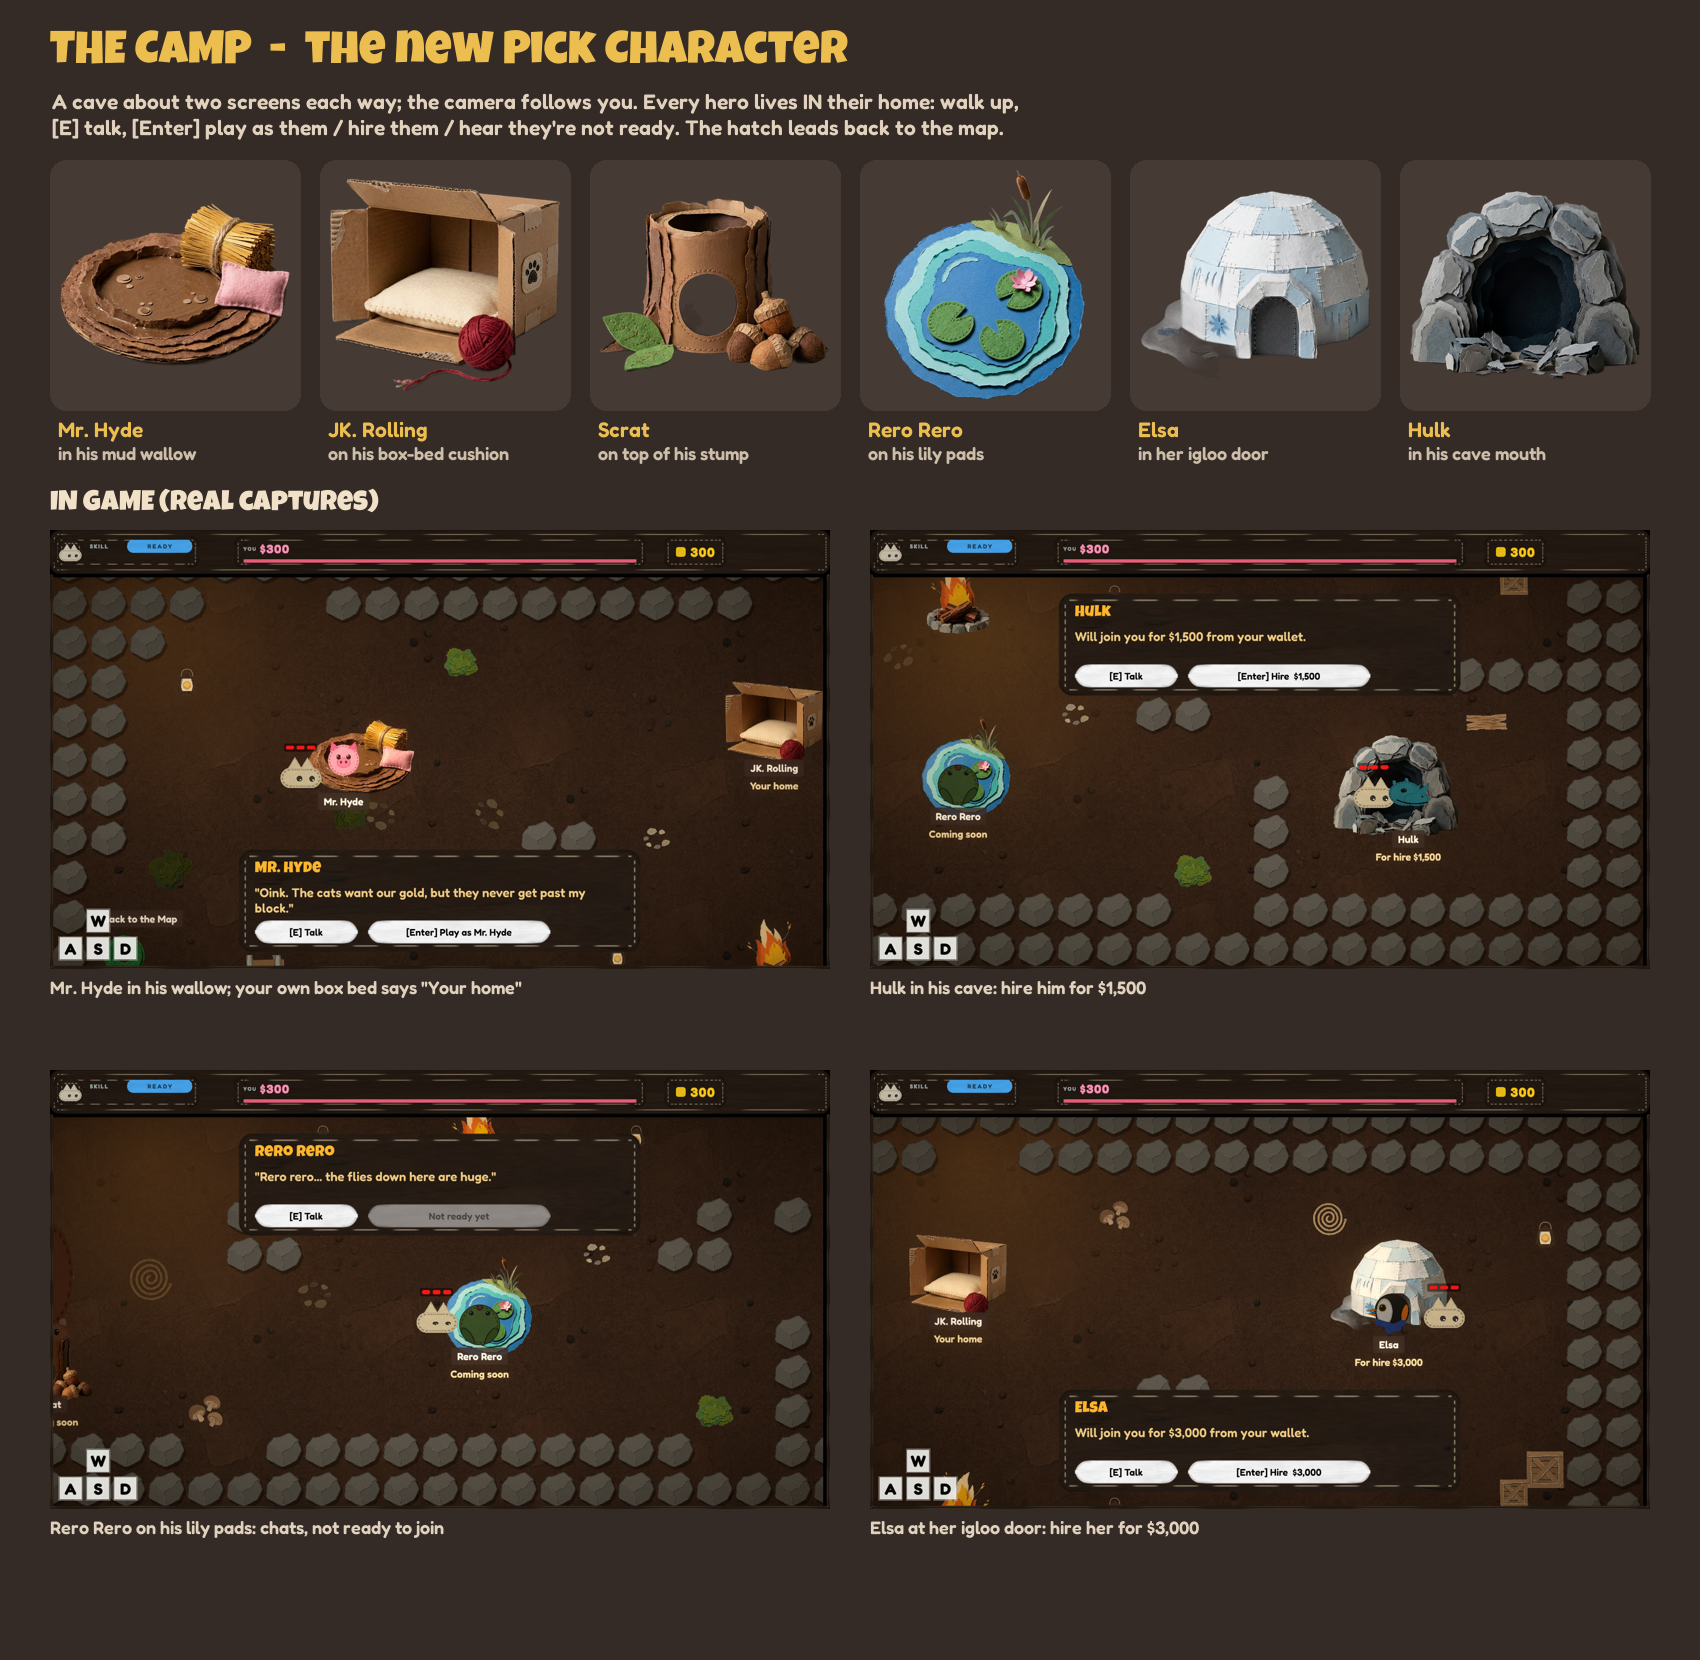 THE CAMP - THE NEW PICK CHARACTER
A cave about two screens each way; the camera follows you. Every hero lives IN their home: walk up,
[E] talk, [Enter] play as them / hire them / hear they're not ready. The hatch leads back to the map.
Mr. Hyde
in his mud wallow
JK. Rolling
on his box-bed cushion
Scrat
on top of his stump
Rero Rero
on his lily pads
Elsa
in her igloo door
Hulk
in his cave mouth
IN GAME (REAL CAPTURES)
SKILL
READY
YOU $300
300
Mr. Hyde
JK. Rolling
Your home
MR. HYDE
"Oink. The cats want our gold, but they never get past my
block."
[E] Talk
[Enter] Play as Mr. Hyde
ack to the Map
W
A S D
Mr. Hyde in his wallow; your own box bed says "Your home"
SKILL
READY
YOU $300
300
HULK
Will join you for $1,500 from your wallet.
[E] Talk
[Enter] Hire $1,500
Rero Rero
Coming soon
Hulk
For hire $1,500
W
A S D
Hulk in his cave: hire him for $1,500
SKILL
READY
YOU $300
300
RERO RERO
"Rero rero... the flies down here are huge."
[E] Talk
Not ready yet
Rero Rero
Coming soon
at
soon
W
A S D
Rero Rero on his lily pads: chats, not ready to join
SKILL
READY
YOU $300
300
JK. Rolling
Your home
Elsa
For hire $3,000
ELSA
Will join you for $3,000 from your wallet.
[E] Talk
[Enter] Hire $3,000
W
A S D
Elsa at her igloo door: hire her for $3,000